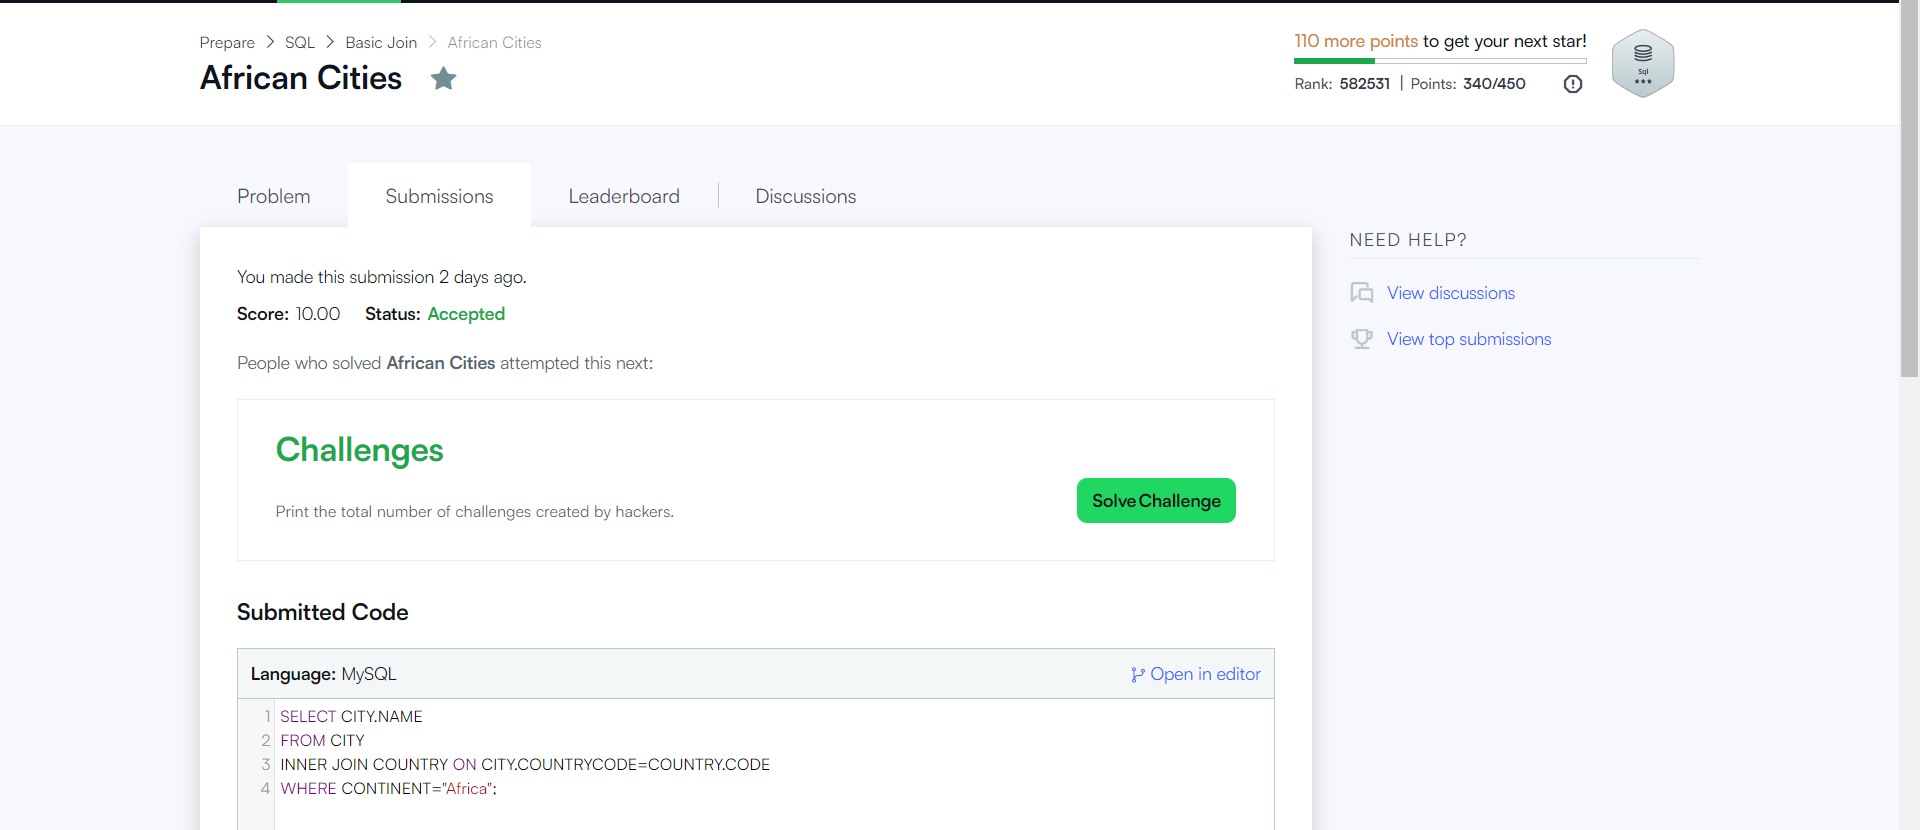 Prepare > SQL > Basic Join > African Cities
African Cities
110 more points to get your next star!
Rank: 582531 | Points: 340/450
Sql
Problem
Submissions
Leaderboard
Discussions
You made this submission 2 days ago.
Score: 10.00 Status: Accepted
People who solved African Cities attempted this next:
Challenges
Print the total number of challenges created by hackers.
Solve Challenge
Submitted Code
Language: MySQL
Open in editor
1 SELECT CITY.NAME
2 FROM CITY
3 INNER JOIN COUNTRY ON CITY.COUNTRYCODE=COUNTRY.CODE
4 WHERE CONTINENT="Africa";
NEED HELP?
View discussions
View top submissions